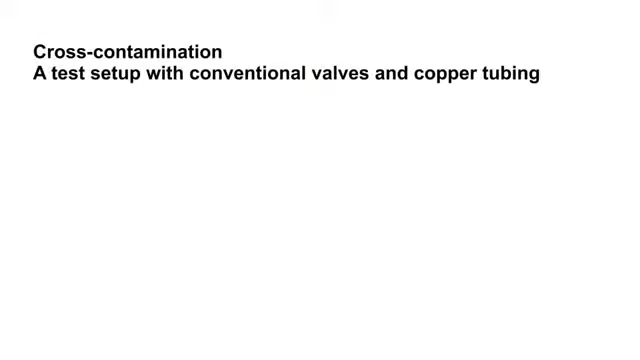 Cross-contamination
A test setup with conventional valves and copper tubing